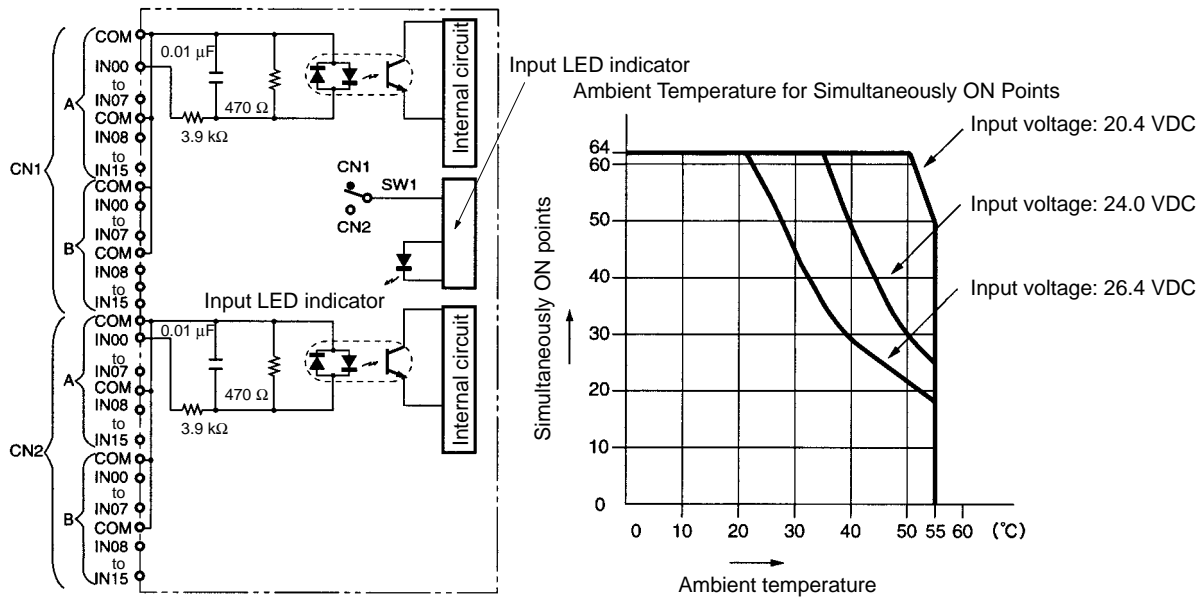 COM
0.01 µF
IN00
to
A
IN07
COM
470 Ω
3.9 kΩ
IN08
to
IN15
Internal circuit
CN1
COM
IN00
to
B
IN07
COM
IN08
to
IN15
CN1
SW1
CN2
Input LED indicator
Input LED indicator
COM
0.01 µF
IN00
to
A
IN07
COM
470 Ω
3.9 kΩ
IN08
to
IN15
Internal circuit
CN2
COM
IN00
to
B
IN07
COM
IN08
to
IN15
Ambient Temperature for Simultaneously ON Points
Input voltage: 20.4 VDC
Input voltage: 24.0 VDC
Input voltage: 26.4 VDC
Simultaneously ON points
64
60
50
40
30
20
10
0
0 10 20 30 40 50 55 60 (°C)
Ambient temperature